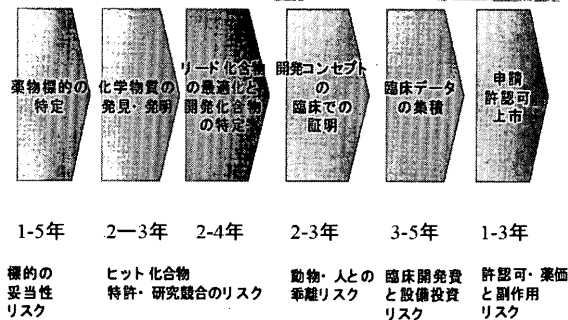 薬物標的の
特定
化学物質の
発見・発明
リード化合物
の最適化と
開発化合物
の特定
開発コンセプト
の
臨床での
証明
臨床データ
の集積
申請
許認可
上市
1-5年
2—3年
2-4年
2-3年
3-5年
1-3年
標的の
妥当性
リスク
ヒット化合物
特許・研究競合のリスク
動物・人との
乖離リスク
臨床開発費
と設備投資
リスク
許認可・薬価
と副作用
リスク